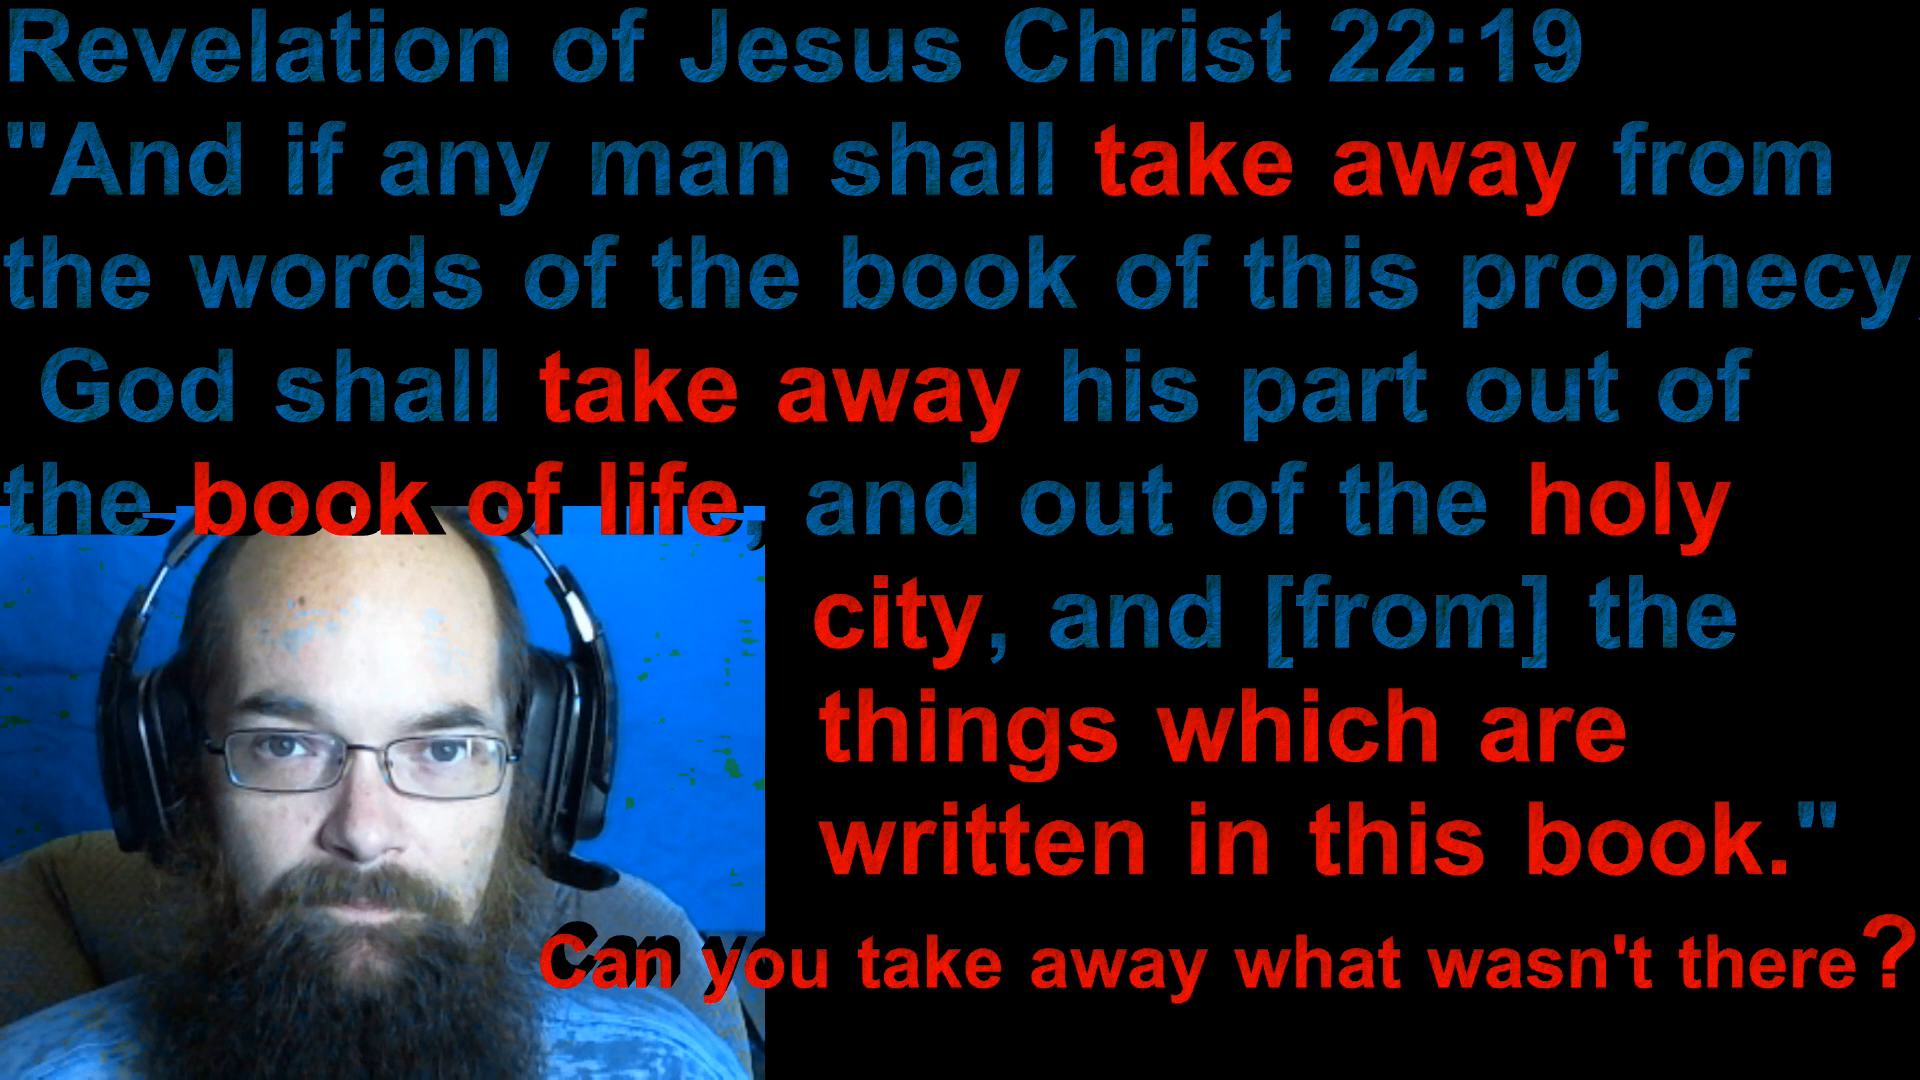 Revelation of Jesus Christ 22:19
"And if any man shall take away from
the words of the book of this prophecy,
God shall take away his part out of
the book of life, and out of the holy
city, and [from] the
things which are
written in this book."
Can you take away what wasn't there?